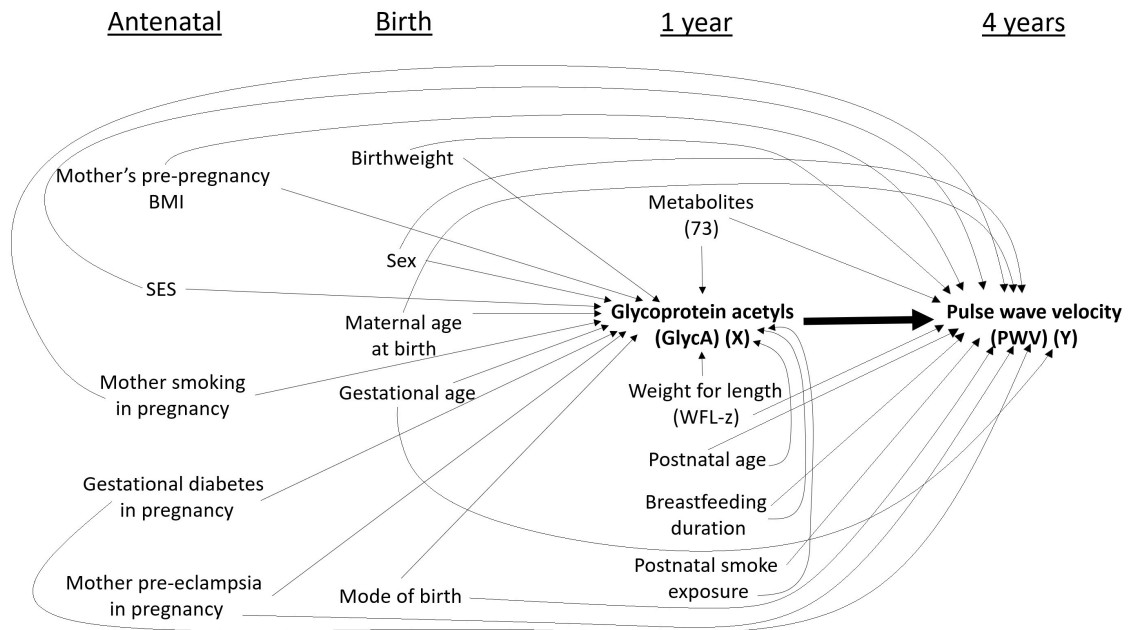 Antenatal
Birth
1 year
4 years
Birthweight
Mother’s pre-pregnancy
BMI
Metabolites
(73)
Sex
SES
Glycoprotein acetyls
(GlycA) (X)
Pulse wave velocity
(PWV) (Y)
Maternal age
at birth
Mother smoking
in pregnancy
Gestational age
Weight for length
(WFL-z)
Postnatal age
Gestational diabetes
in pregnancy
Breastfeeding
duration
Postnatal smoke
exposure
Mother pre-eclampsia
in pregnancy
Mode of birth